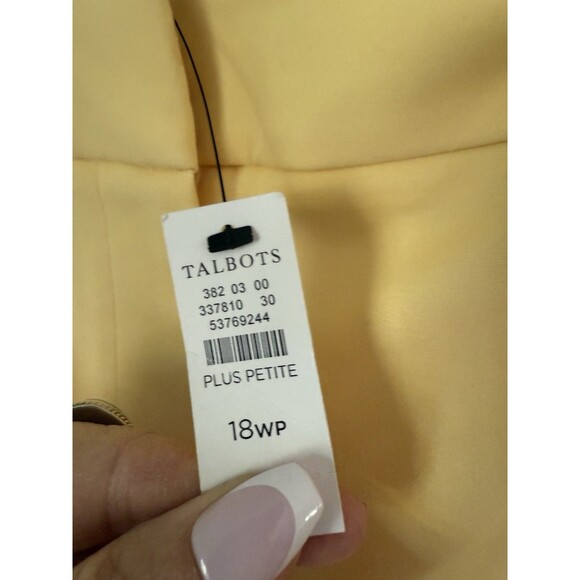 TALBOTS
382 03 00
337810 30
53769244
PLUS PETITE
18WP